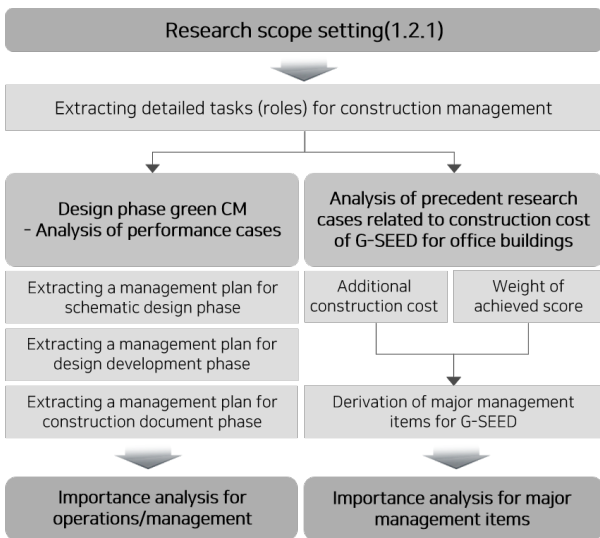 Research scope setting(1.2.1)
Extracting detailed tasks (roles) for construction management
Design phase green CM
- Analysis of performance cases
Extracting a management plan for
schematic design phase
Extracting a management plan for
design development phase
Extracting a management plan for
construction document phase
Importance analysis for
operations/management
Analysis of precedent research
cases related to construction cost
of G-SEED for office buildings
Additional
construction cost
Weight of
achieved score
Derivation of major management
items for G-SEED
Importance analysis for major
management items